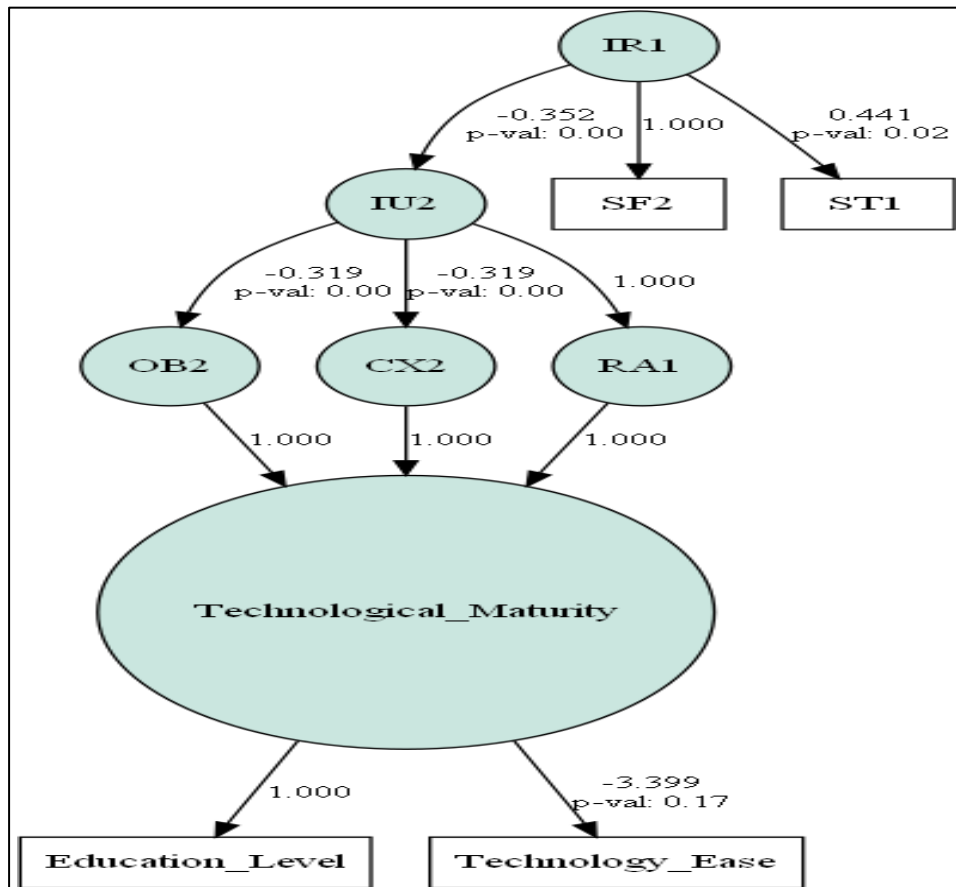 IR1
-0.352
p-val: 0.00
1.000
0.441
p-val: 0.02
IU2
SF2
ST1
-0.319
p-val: 0.00
-0.319
p-val: 0.00
1.000
OB2
CX2
RA1
1.000
1.000
1.000
Technological_Maturity
1.000
-3.399
p-val: 0.17
Education_Level
Technology_Ease